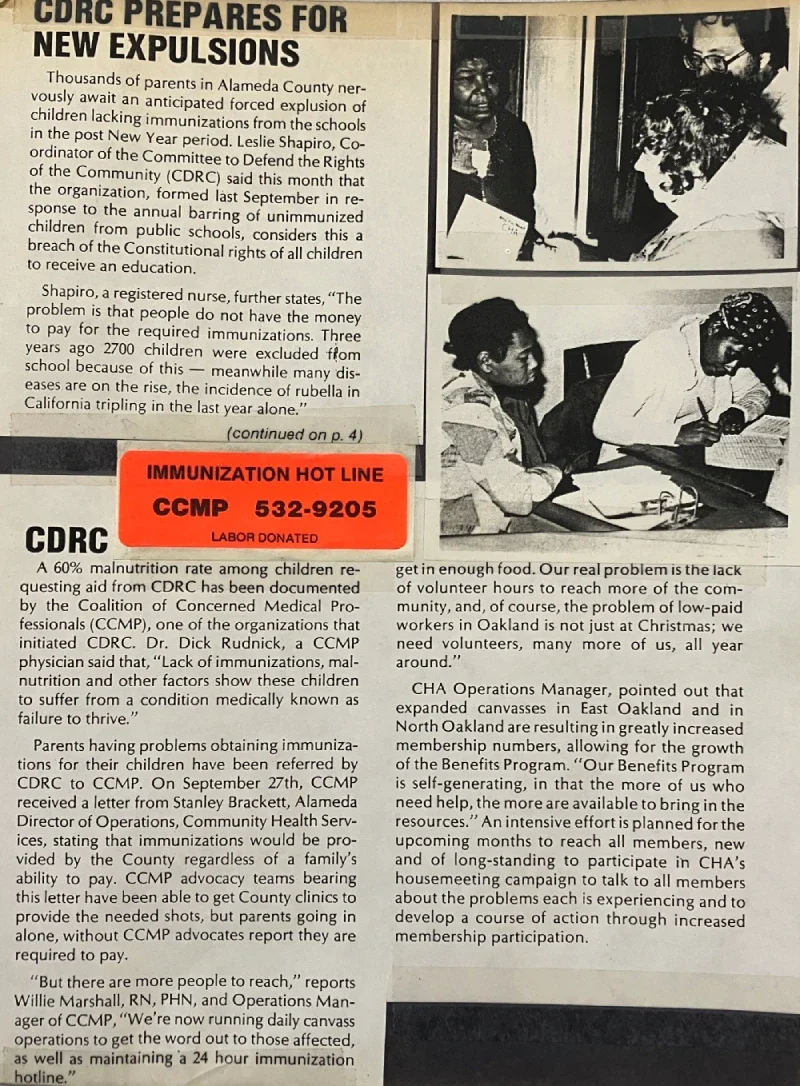 CDRC PREPARES FOR
NEW EXPULSIONS
Thousands of parents in Alameda County ner-
vously await an anticipated forced explusion of
children lacking immunizations from the schools
in the post New Year period. Leslie Shapiro, Co-
ordinator of the Committee to Defend the Rights
of the Community (CDRC) said this month that
the organization, formed last September in re-
sponse to the annual barring of unimmunized
children from public schools, considers this a
breach of the Constitutional rights of all children
to receive an education.
Shapiro, a registered nurse, further states, “The
problem is that people do not have the money
to pay for the required immunizations. Three
years ago 2700 children were excluded from
school because of this — meanwhile many dis-
eases are on the rise, the incidence of rubella in
California tripling in the last year alone.”
(continued on p. 4)
IMMUNIZATION HOT LINE
CCMP 532-9205
LABOR DONATED
CDRC
A 60% malnutrition rate among children re-
questing aid from CDRC has been documented
by the Coalition of Concerned Medical Pro-
fessionals (CCMP), one of the organizations that
initiated CDRC. Dr. Dick Rudnick, a CCMP
physician said that, “Lack of immunizations, mal-
nutrition and other factors show these children
to suffer from a condition medically known as
failure to thrive.”
Parents having problems obtaining immuniza-
tions for their children have been referred by
CDRC to CCMP. On September 27th, CCMP
received a letter from Stanley Brackett, Alameda
Director of Operations, Community Health Serv-
ices, stating that immunizations would be pro-
vided by the County regardless of a family’s
ability to pay. CCMP advocacy teams bearing
this letter have been able to get County clinics to
provide the needed shots, but parents going in
alone, without CCMP advocates report they are
required to pay.
“But there are more people to reach,” reports
Willie Marshall, RN, PHN, and Operations Man-
ager of CCMP, “We’re now running daily canvass
operations to get the word out to those affected,
as well as maintaining a 24 hour immunization
hotline.”
get in enough food. Our real problem is the lack
of volunteer hours to reach more of the com-
munity, and, of course, the problem of low-paid
workers in Oakland is not just at Christmas; we
need volunteers, many more of us, all year
around.”
CHA Operations Manager, pointed out that
expanded canvasses in East Oakland and in
North Oakland are resulting in greatly increased
membership numbers, allowing for the growth
of the Benefits Program. “Our Benefits Program
is self-generating, in that the more of us who
need help, the more are available to bring in the
resources.” An intensive effort is planned for the
upcoming months to reach all members, new
and of long-standing to participate in CHA’s
housemeeting campaign to talk to all members
about the problems each is experiencing and to
develop a course of action through increased
membership participation.